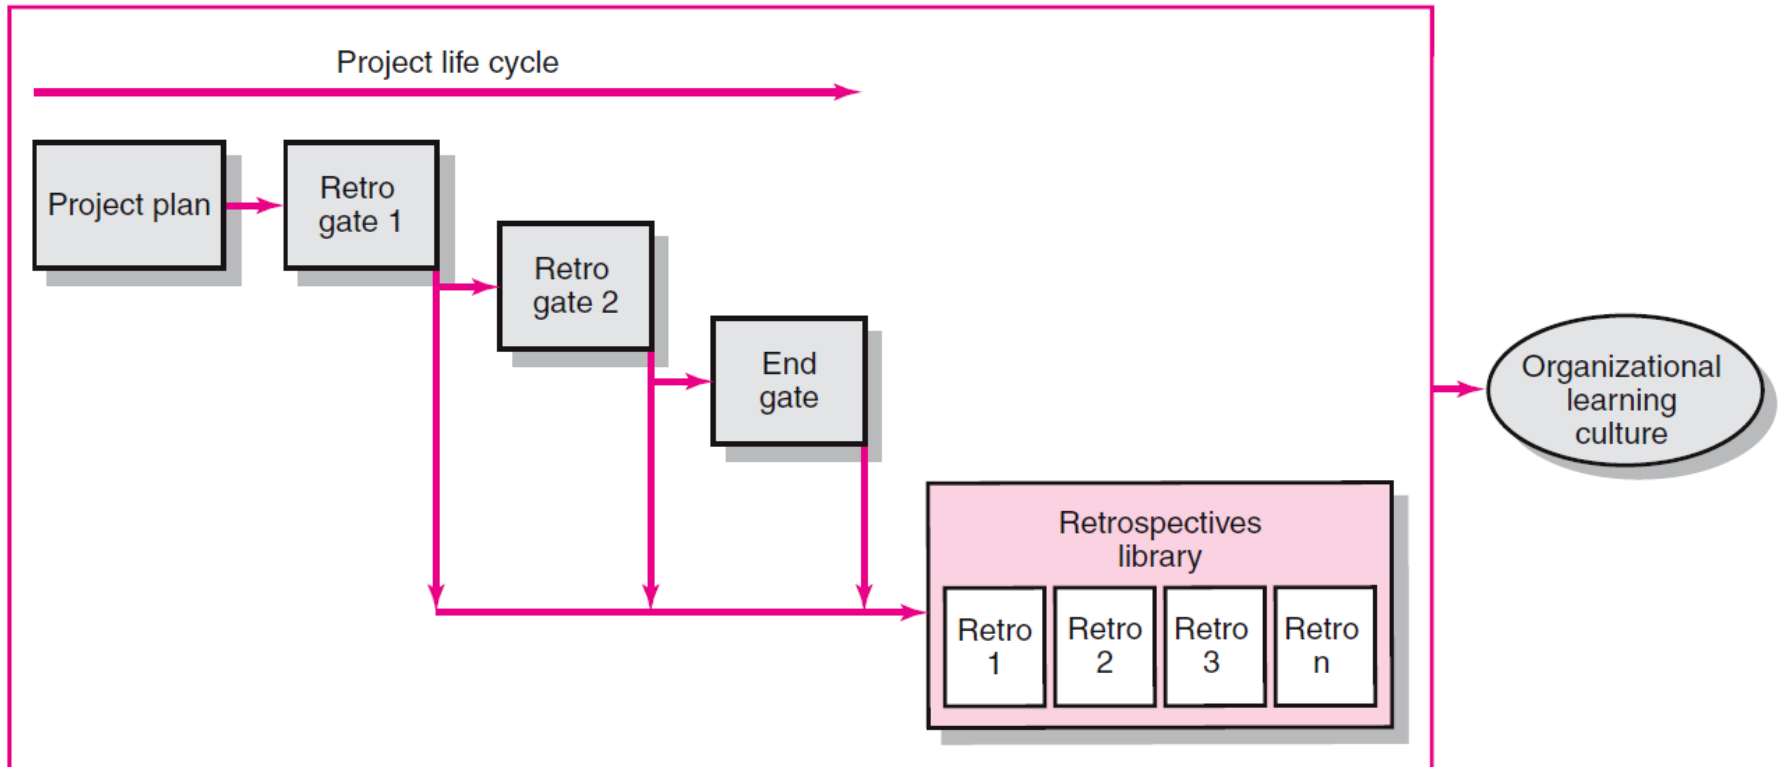 Project life cycle
Project plan
Retro
gate 1
Retro
gate 2
End
gate
Organizational
learning
culture
Retrospectives
library
Retro
1
Retro
2
Retro
3
Retro
n